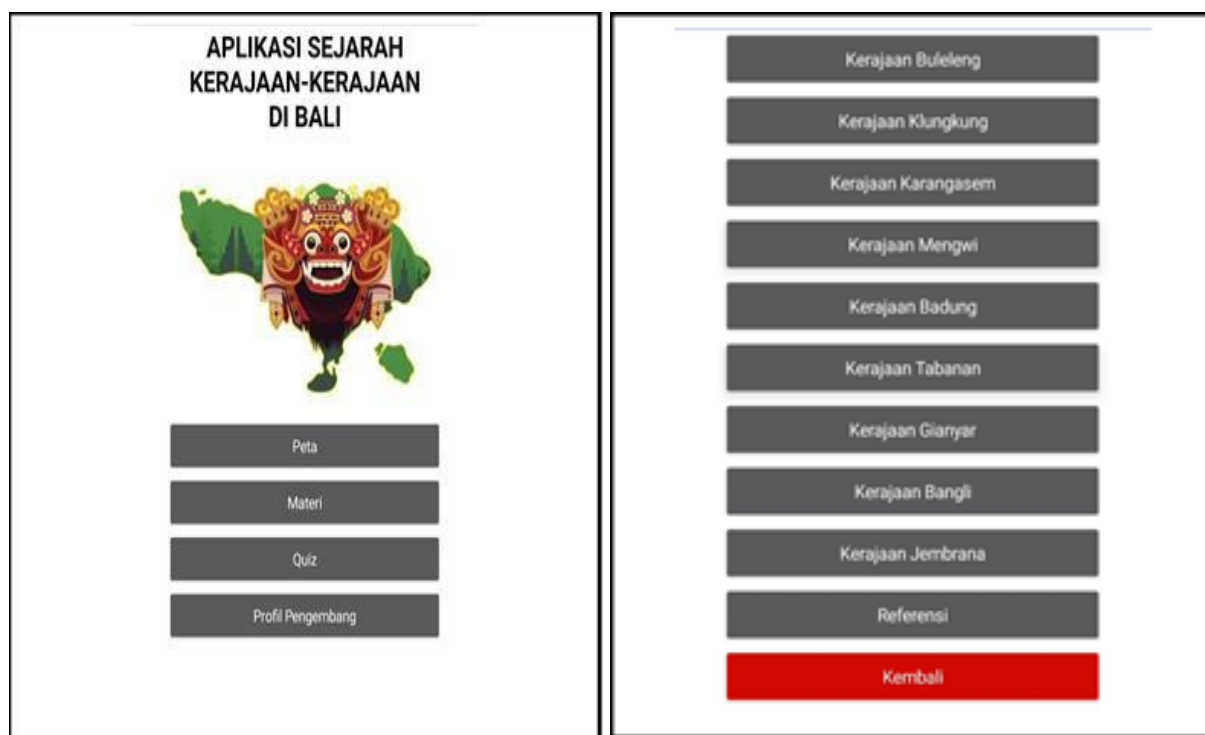 APLIKASI SEJARAH
KERAJAAN-KERAJAAN
DI BALI
Peta
Materi
Quiz
Profil Pengembang
Kerajaan Buleleng
Kerajaan Klungkung
Kerajaan Karangasem
Kerajaan Mengwi
Kerajaan Badung
Kerajaan Tabanan
Kerajaan Gianyar
Kerajaan Bangli
Kerajaan Jembrana
Referensi
Kembali